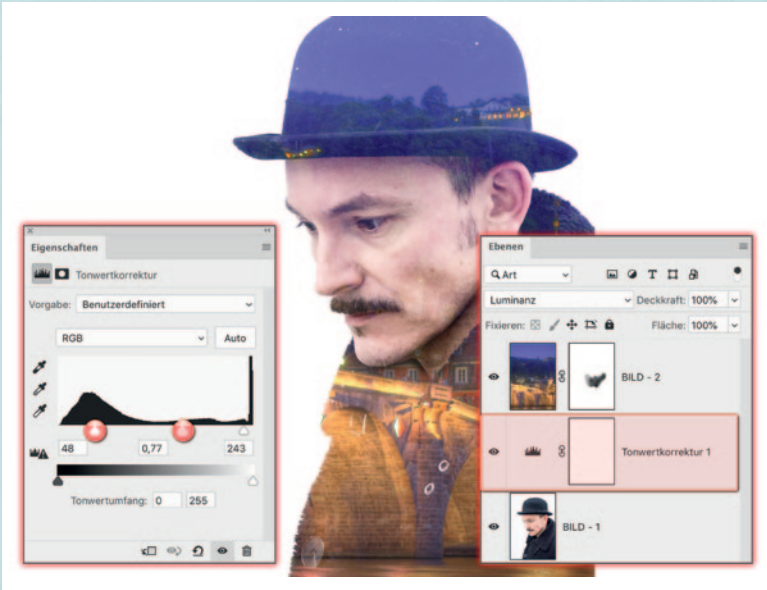 Eigenschaften
Tonwertkorrektur
Vorgabe: Benutzerdefiniert
RGB Auto
48 0,77 243
Tonwertumfang: 0 255
Ebenen
Art T
Luminanz Deckkraft: 100%
Fixieren: Fläche: 100%
BILD - 2
Tonwertkorrektur 1
BILD - 1